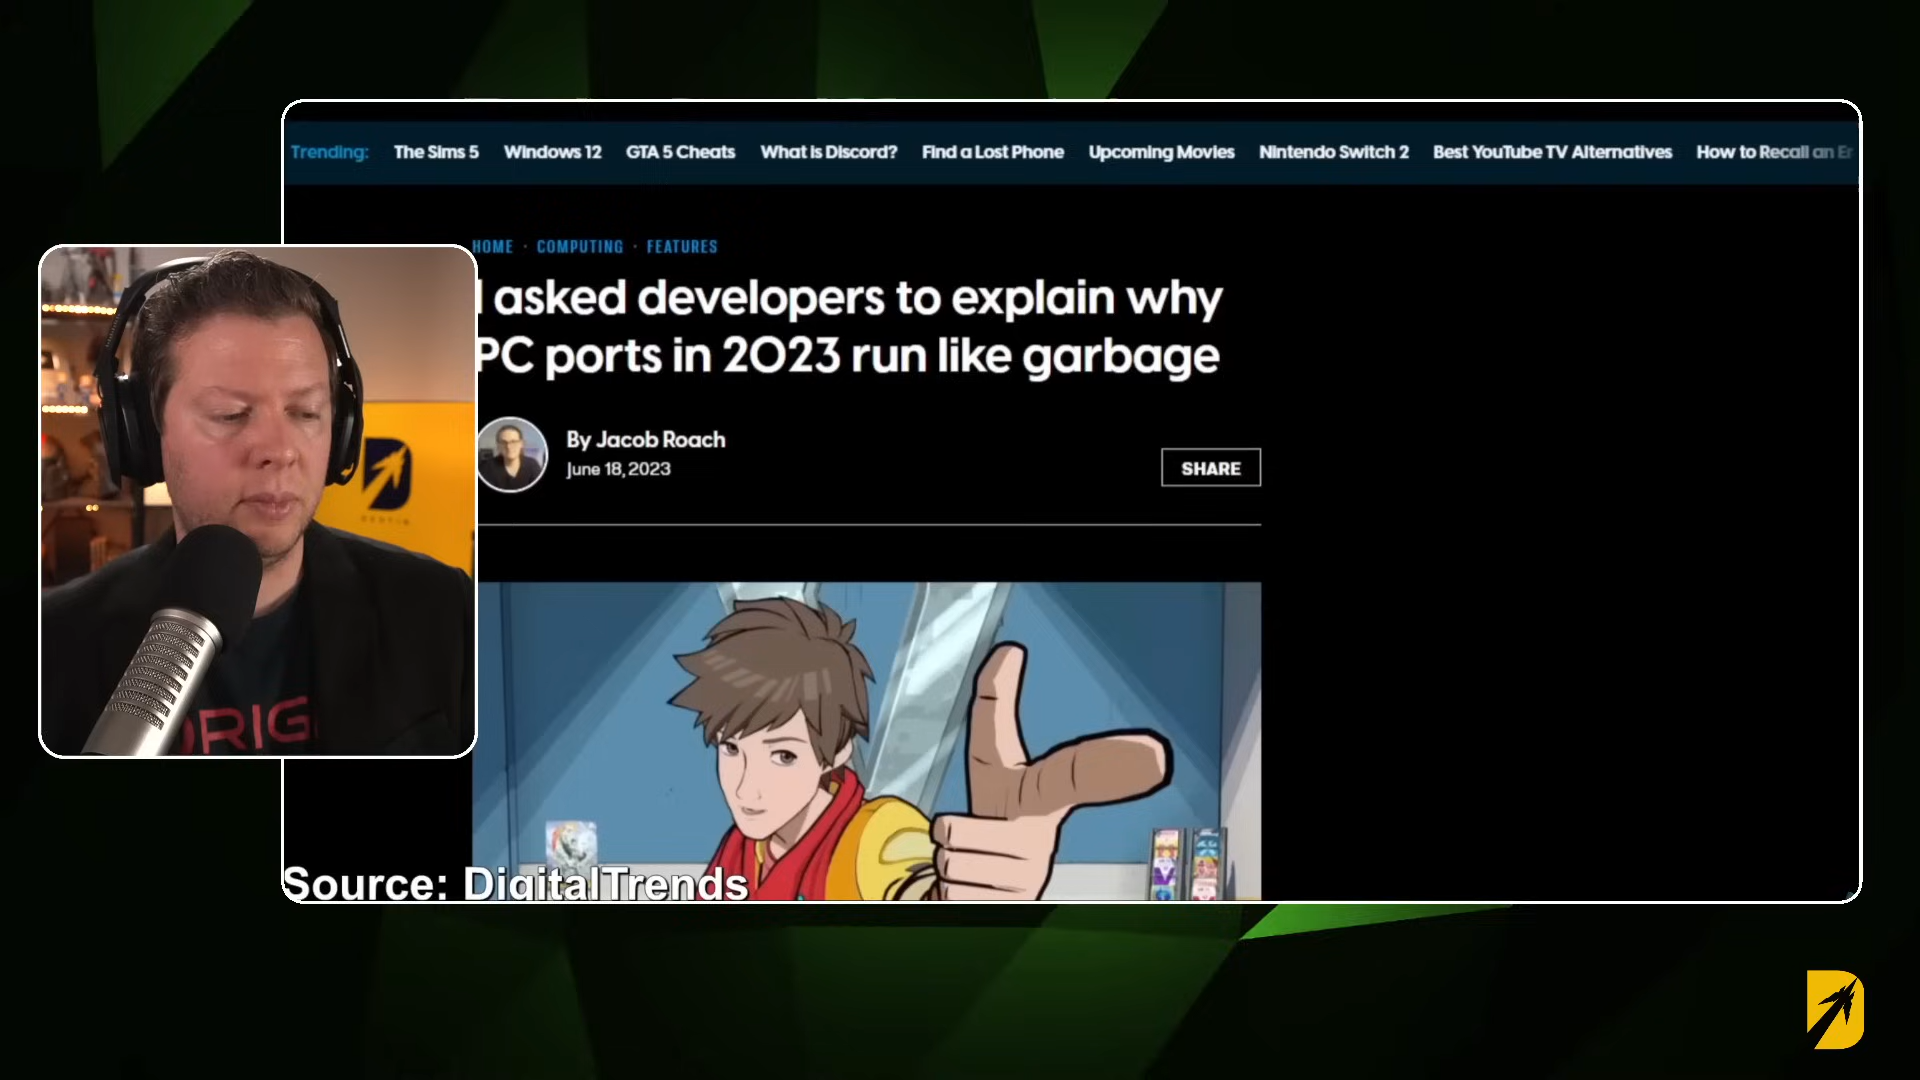 Trending: The Sims 5 Windows 12 GTA 5 Cheats What is Discord? Find a Lost Phone Upcoming Movies Nintendo Switch 2 Best YouTube TV Alternatives How to Recall an
HOME · COMPUTING · FEATURES
I asked developers to explain why
PC ports in 2023 run like garbage
By Jacob Roach
June 18, 2023
SHARE
ORIG
Source: DigitalTrends